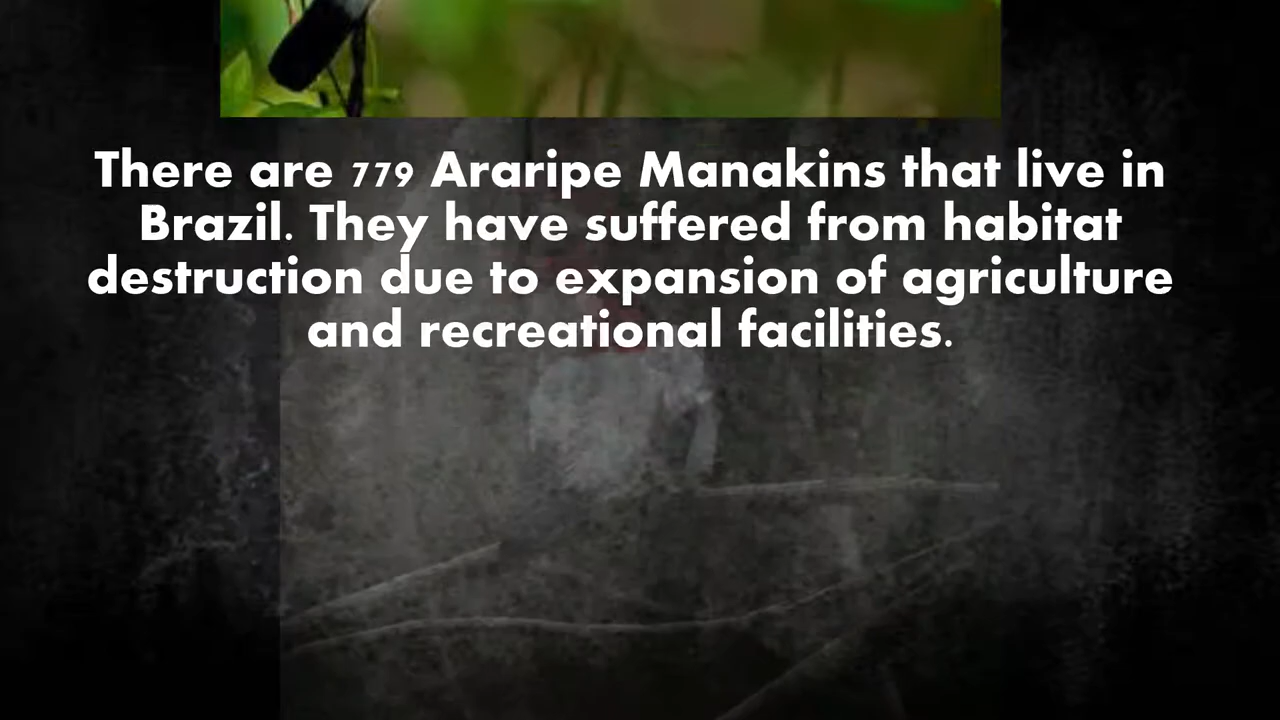 There are 779 Araripe Manakins that live in
Brazil. They have suffered from habitat
destruction due to expansion of agriculture
and recreational facilities.